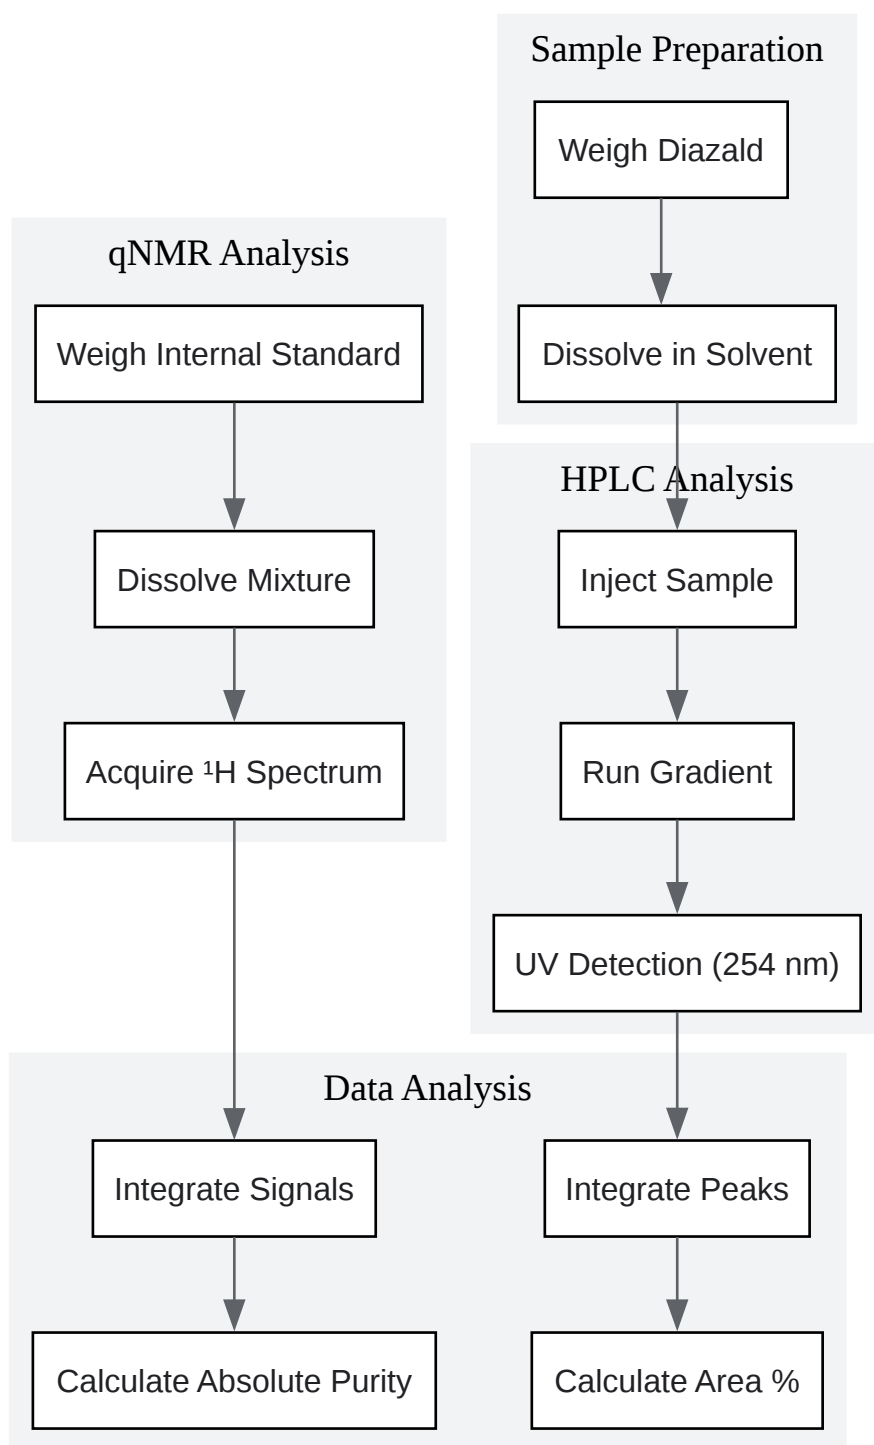 Sample Preparation
Weigh Diazald
Dissolve in Solvent
qNMR Analysis
Weigh Internal Standard
Dissolve Mixture
Acquire ¹H Spectrum
HPLC Analysis
Inject Sample
Run Gradient
UV Detection (254 nm)
Data Analysis
Integrate Signals
Integrate Peaks
Calculate Absolute Purity
Calculate Area %